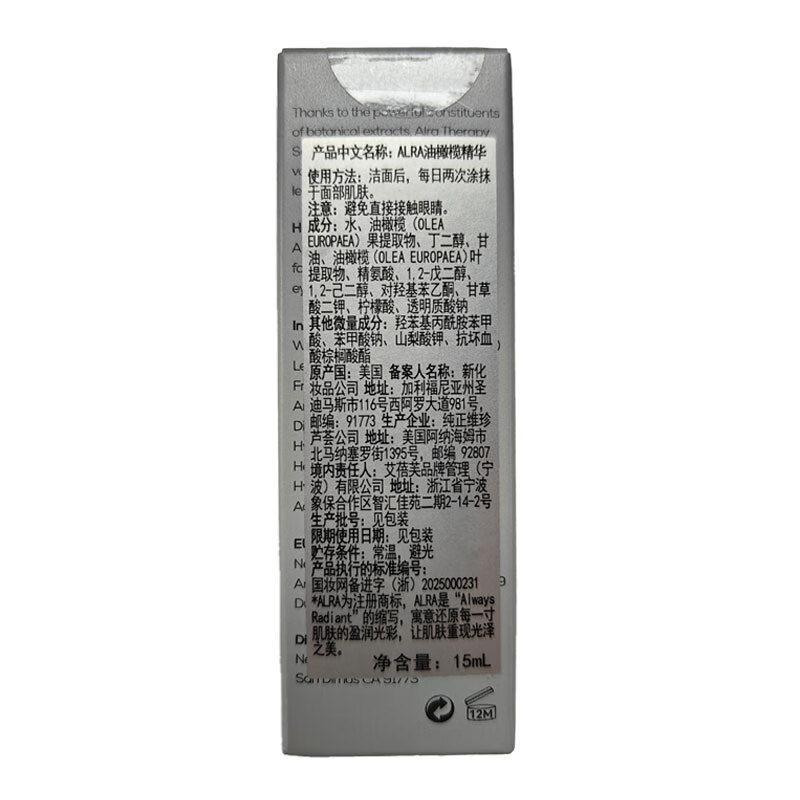 Thanks to the powerful constituents
of botanical extracts, Alra Therapy
产品中文名称：ALRA油橄榄精华
使用方法：洁面后，每日两次涂抹
于面部肌肤。
注意：避免直接接触眼睛。
成分：水、油橄榄（OLEA
EUROPAEA）果提取物、丁二醇、甘
油、油橄榄（OLEA EUROPAEA）叶
提取物、精氨酸、1,2-戊二醇、
1,2-己二醇、对羟基苯乙酮、甘草
酸二钾、柠檬酸、透明质酸钠
其他微量成分：羟苯基丙酰胺苯甲
酸、苯甲酸钠、山梨酸钾、抗坏血
酸棕榈酸酯
原产国：美国 备案人名称：新化
妆品公司 地址：加利福尼亚州圣
迪马斯市116号西阿罗大道981号，
邮编：91773 生产企业：纯正维珍
芦荟公司 地址：美国阿纳海姆市
北马纳塞罗街1395号，邮编 92807
境内责任人：艾蓓芙品牌管理（宁
波）有限公司 地址：浙江省宁波
象保合作区智汇佳苑二期2-14-2号
生产批号：见包装
限期使用日期：见包装
贮存条件：常温，避光
产品执行的标准编号：
国妆网备进字（浙）2025000231
*ALRA为注册商标，ALRA是“Always
Radiant”的缩写，寓意还原每一寸
肌肤的盈润光彩，让肌肤重现光泽
之美。
净含量：15mL
San Dimas CA 91773
12M